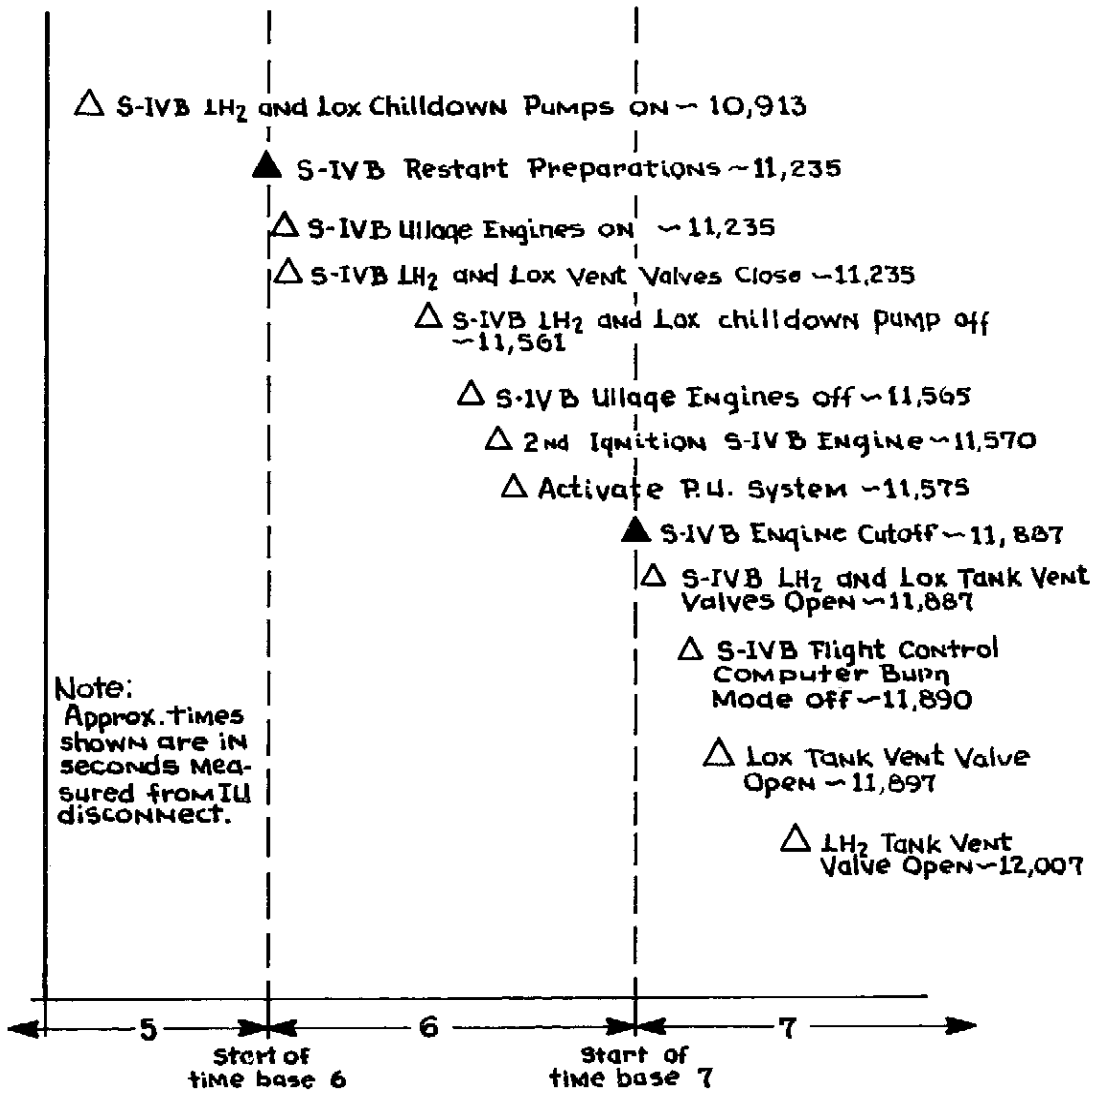 S-IVB LH2 and Lox Chilldown Pumps on ~ 10,913
S-IVB Restart Preparations ~ 11,235
S-IVB Ullage Engines on ~ 11,235
S-IVB LH2 and Lox Vent Valves Close ~ 11,235
S-IVB LH2 and Lox chilldown pump off
~ 11,561
S-IVB Ullage Engines off ~ 11,565
2nd Ignition S-IVB Engine ~ 11,570
Activate P.U. System ~ 11,575
S-IVB Engine Cutoff ~ 11,887
S-IVB LH2 and Lox Tank Vent
Valves Open ~ 11,887
S-IVB Flight Control
Computer Burn
Mode off ~ 11,890
Note:
Approx. times
shown are in
seconds mea-
sured from IU
disconnect.
Lox Tank Vent Valve
Open ~ 11,897
LH2 Tank Vent
Valve Open ~ 12,007
5 6 7
Start of
time base 6
Start of
time base 7